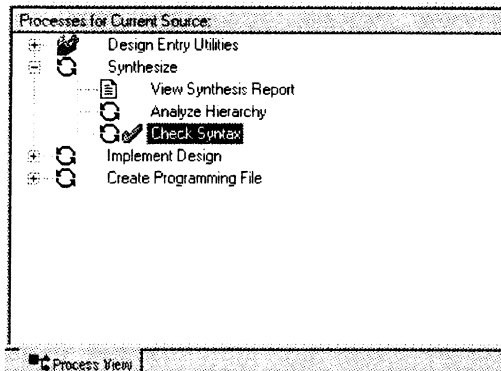 Processes for Current Source:
Design Entry Utilities
Synthesize
View Synthesis Report
Analyze Hierarchy
Check Syntax
Implement Design
Create Programming File
Process View